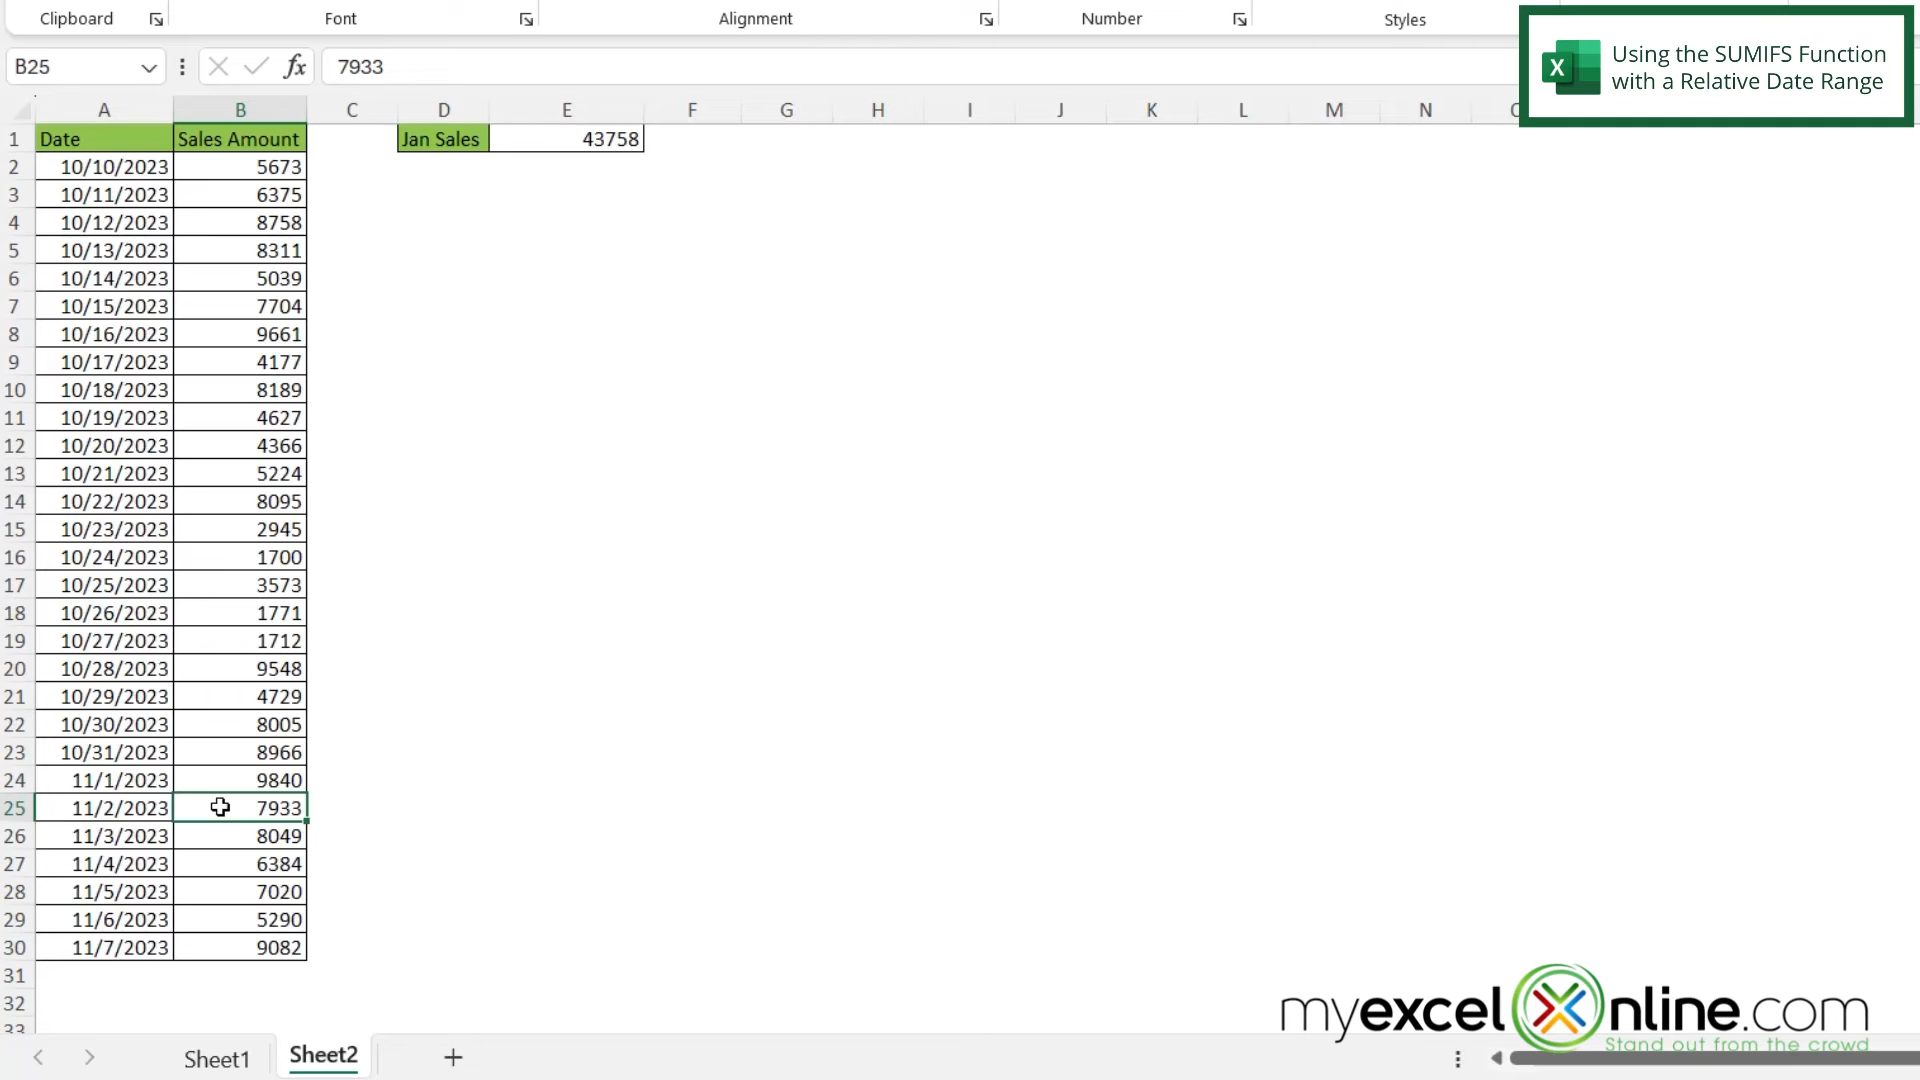 Clipboard Font Alignment Number Styles
Using the SUMIFS Function
with a Relative Date Range
B25 fx 7933
A B C D E F G H I J K L M N
1 Date Sales Amount Jan Sales 43758
2 10/10/2023 5673
3 10/11/2023 6375
4 10/12/2023 8758
5 10/13/2023 8311
6 10/14/2023 5039
7 10/15/2023 7704
8 10/16/2023 9661
9 10/17/2023 4177
10 10/18/2023 8189
11 10/19/2023 4627
12 10/20/2023 4366
13 10/21/2023 5224
14 10/22/2023 8095
15 10/23/2023 2945
16 10/24/2023 1700
17 10/25/2023 3573
18 10/26/2023 1771
19 10/27/2023 1712
20 10/28/2023 9548
21 10/29/2023 4729
22 10/30/2023 8005
23 10/31/2023 8966
24 11/1/2023 9840
25 11/2/2023 7933
26 11/3/2023 8049
27 11/4/2023 6384
28 11/5/2023 7020
29 11/6/2023 5290
30 11/7/2023 9082
31
32
33
myexcelonline.com
Stand out from the crowd
Sheet1 Sheet2